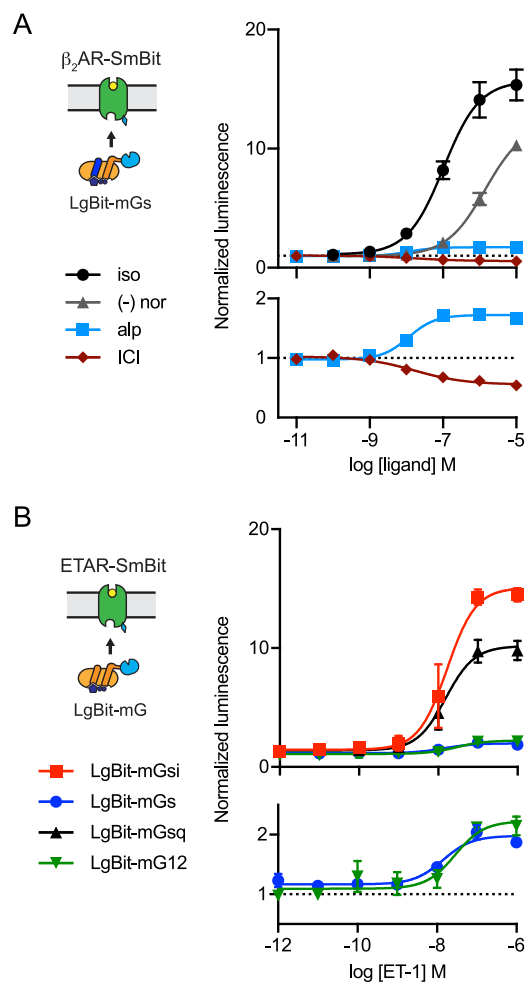 A
β₂AR-SmBit
LgBit-mGs
iso
(-) nor
alp
ICI
Normalized luminescence
20
10
0
2
1
0
-11
-9
-7
-5
log [ligand] M
B
ETAR-SmBit
LgBit-mG
LgBit-mGsi
LgBit-mGs
LgBit-mGsq
LgBit-mG12
Normalized luminescence
20
10
0
2
1
-12
-10
-8
-6
log [ET-1] M